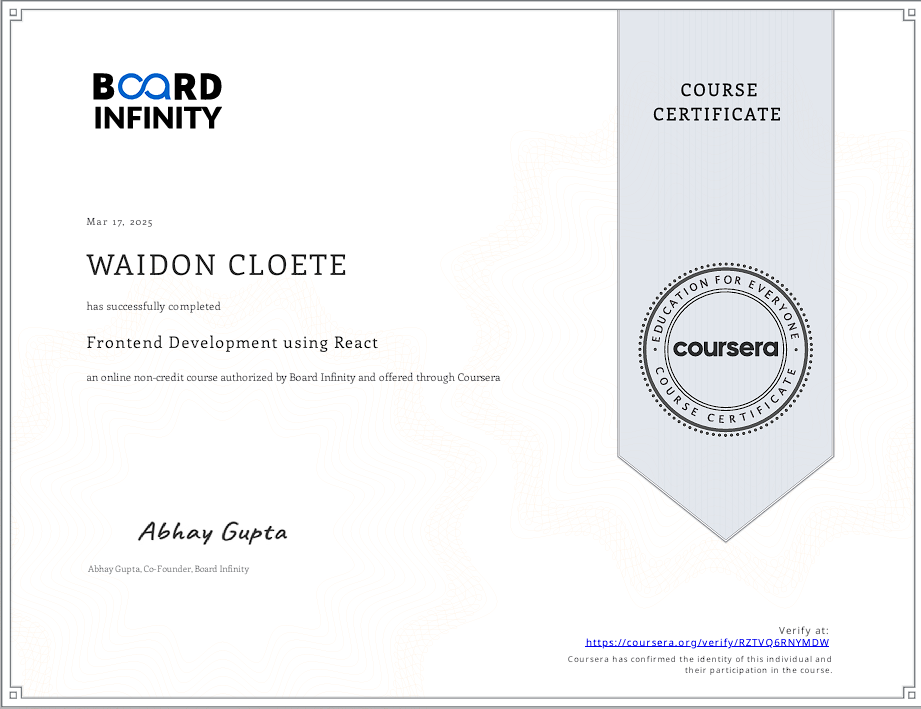 BOARD
INFINITY
COURSE
CERTIFICATE
Mar 17, 2025
WAIDON CLOETE
has successfully completed
Frontend Development using React
an online non-credit course authorized by Board Infinity and offered through Coursera
EDUCATION FOR EVERYONE
coursera
COURSE CERTIFICATE
Abhay Gupta
Abhay Gupta, Co-Founder, Board Infinity
Verify at:
https://coursera.org/verify/RZTVQ6RNYMDW
Coursera has confirmed the identity of this individual and
their participation in the course.